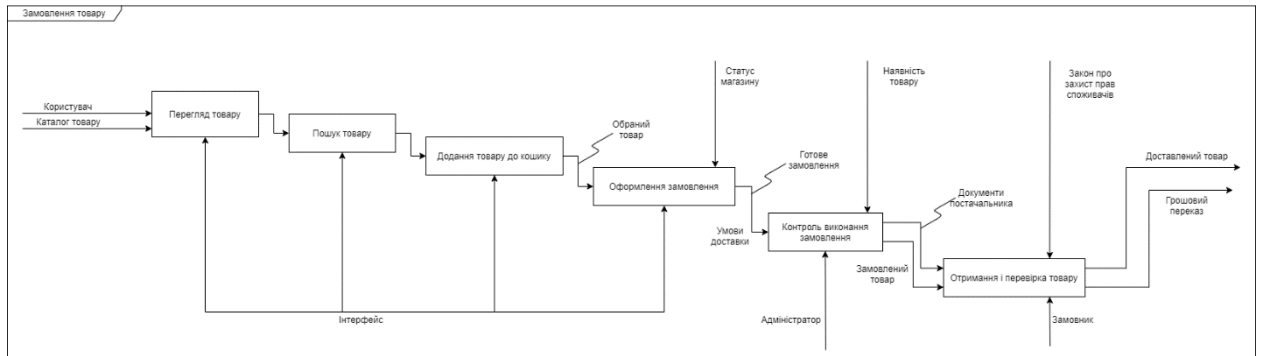 Замовлення товару
Користувач
Каталог товару
Перегляд товару
Пошук товару
Додання товару до кошику
Обраний
товар
Статус
магазину
Оформлення замовлення
Готове
замовлення
Наявність
товару
Умови
доставки
Контроль виконання
замовлення
Документи
постачальника
Закон про
захист прав
споживачів
Замовлений
товар
Отримання і перевірка товару
Доставлений товар
Грошовий
переказ
Інтерфейс
Адміністратор
Замовник